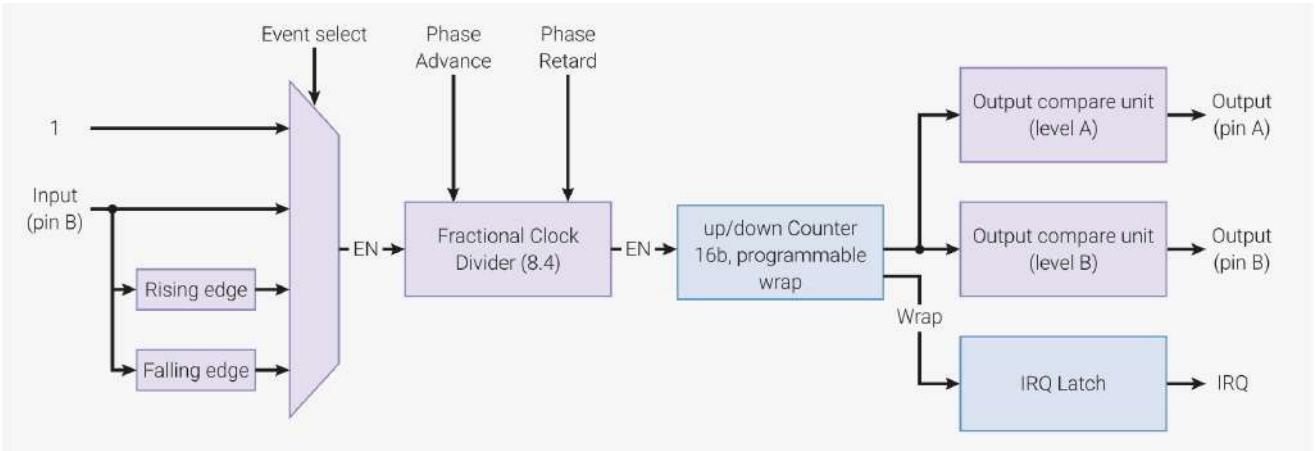 Event select
Phase
Advance
Phase
Retard
1
Input
(pin B)
Rising edge
Falling edge
EN
Fractional Clock
Divider (8.4)
EN
up/down Counter
16b, programmable
wrap
Wrap
Output compare unit
(level A)
Output
(pin A)
Output compare unit
(level B)
Output
(pin B)
IRQ Latch
IRQ